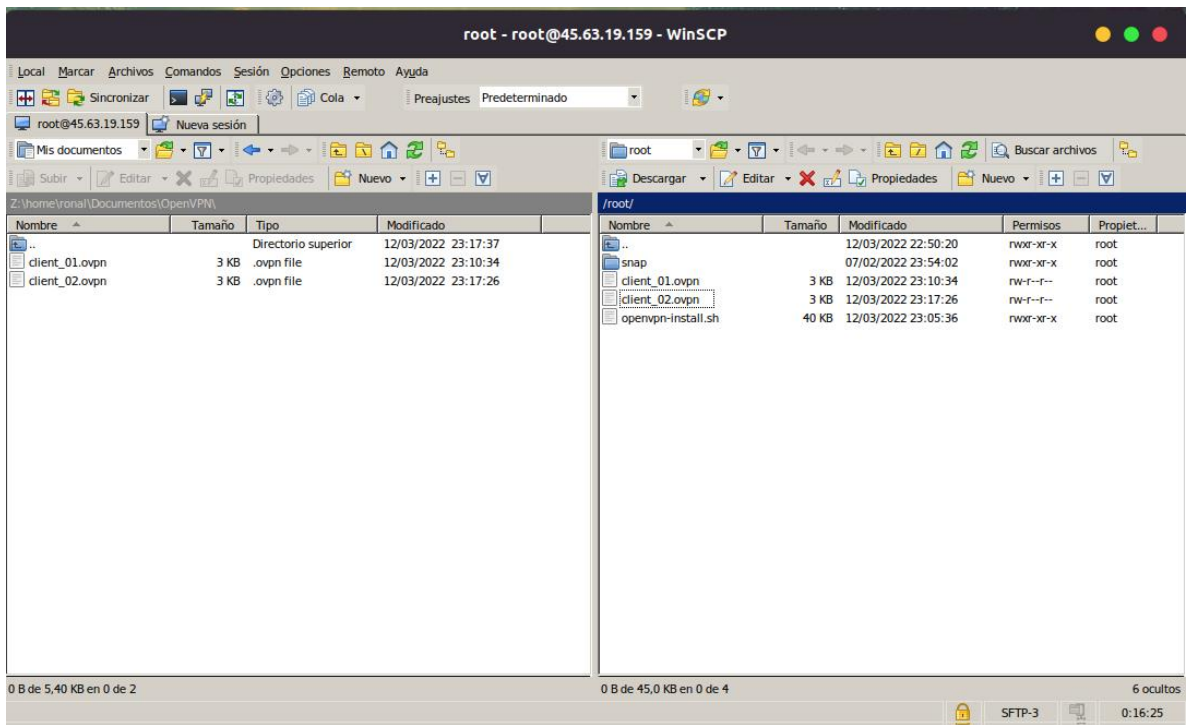 root - root@45.63.19.159 - WinSCP
Local Marcar Archivos Comandos Sesión Opciones Remoto Ayuda
Sincronizar Cola Preajustes Predeterminado
root@45.63.19.159 Nueva sesión
Mis documentos root Buscar archivos
Subir Editar Propiedades Nuevo Descargar Editar Propiedades Nuevo
Z:\home\ronal\Documentos\OpenVPN\ /root/
Nombre Tamaño Tipo Modificado Nombre Tamaño Modificado Permisos Propiet...
.. Directorio superior 12/03/2022 23:17:37 .. 12/03/2022 22:50:20 rwxr-xr-x root
client_01.ovpn 3 KB .ovpn file 12/03/2022 23:10:34 snap 07/02/2022 23:54:02 rwxr-xr-x root
client_02.ovpn 3 KB .ovpn file 12/03/2022 23:17:26 client_01.ovpn 3 KB 12/03/2022 23:10:34 rw-r--r-- root
client_02.ovpn 3 KB 12/03/2022 23:17:26 rw-r--r-- root
openvpn-install.sh 40 KB 12/03/2022 23:05:36 rwxr-xr-x root
0 B de 5,40 KB en 0 de 2 0 B de 45,0 KB en 0 de 4 6 ocultos
SFTP-3 0:16:25